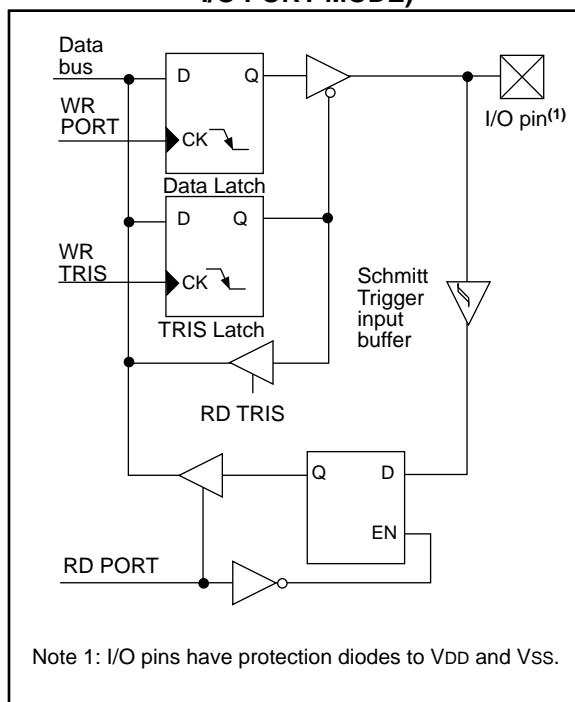 I/O PORT MODE)
Data
bus
D
Q
WR
PORT
CK
I/O pin(1)
Data Latch
D
Q
WR
TRIS
CK
Schmitt
Trigger
input
buffer
TRIS Latch
RD TRIS
Q
D
EN
RD PORT
Note 1: I/O pins have protection diodes to VDD and VSS.